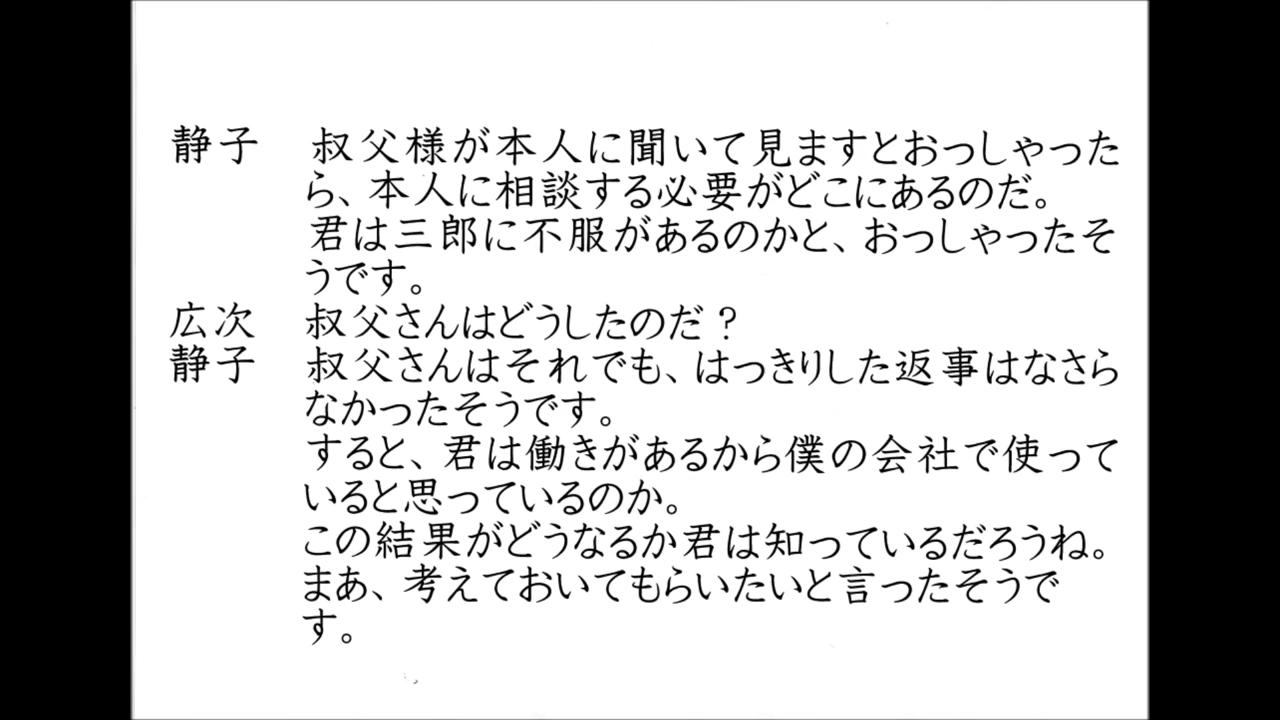 静子　叔父様が本人に聞いて見ますとおっしゃった
ら、本人に相談する必要がどこにあるのだ。
君は三郎に不服があるのかと、おっしゃったそ
うです。
広次　叔父さんはどうしたのだ？
静子　叔父さんはそれでも、はっきりした返事はなさら
なかったそうです。
すると、君は働きがあるから僕の会社で使って
いると思っているのか。
この結果がどうなるか君は知っているだろうね。
まあ、考えておいてもらいたいと言ったそうで
す。